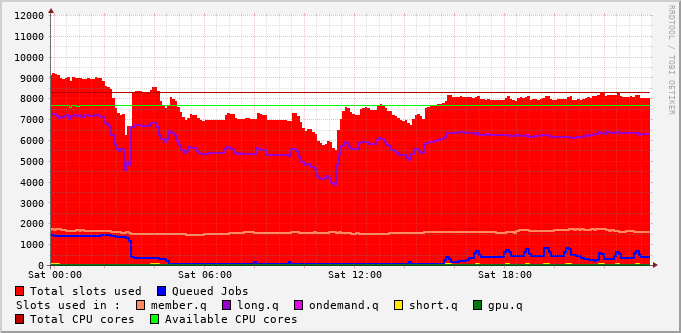 12000
11000
10000
9000
8000
7000
6000
5000
4000
3000
2000
1000
0
Sat 00:00 Sat 06:00 Sat 12:00 Sat 18:00
Total slots used Queued Jobs
Slots used in : member.q long.q ondemand.q short.q gpu.q
Total CPU cores Available CPU cores
RRDTOOL / TOBI OETIKER